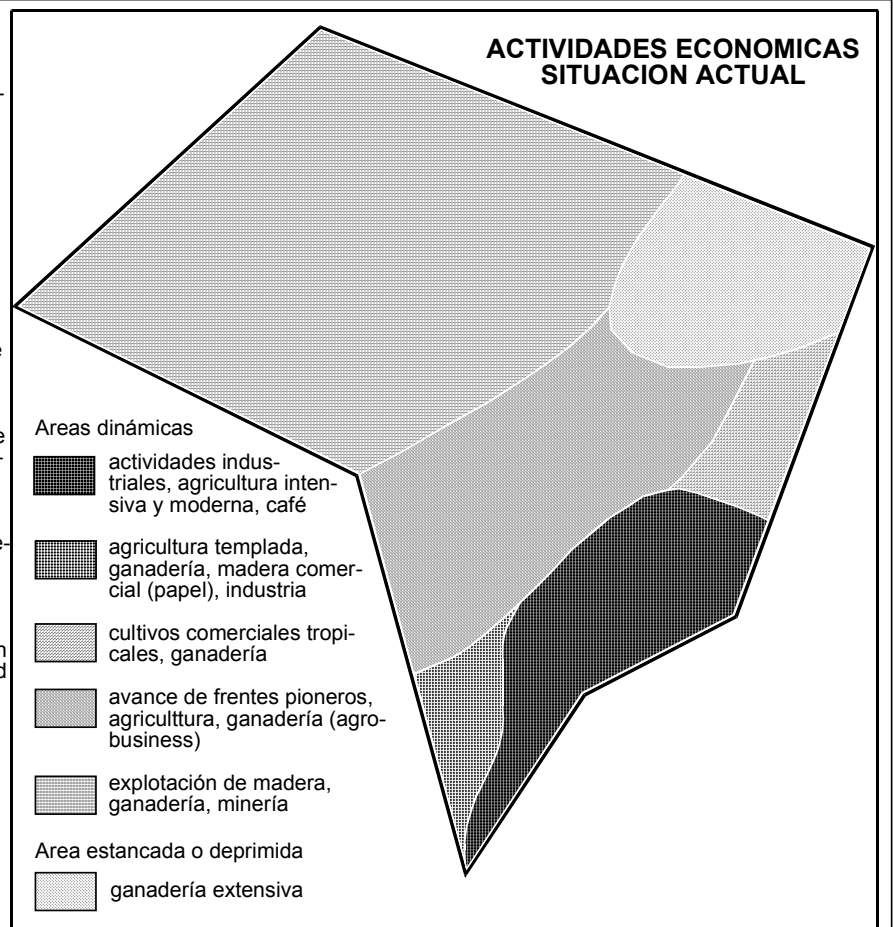 ACTIVIDADES ECONOMICAS
SITUACION ACTUAL
Areas dinámicas
actividades indus-
triales, agricultura inten-
siva y moderna, café
agricultura templada,
ganadería, madera comer-
cial (papel), industria
cultivos comerciales tropi-
cales, ganadería
avance de frentes pioneros,
agriculttura, ganadería (agro-
business)
explotación de madera,
ganadería, minería
Area estancada o deprimida
ganadería extensiva